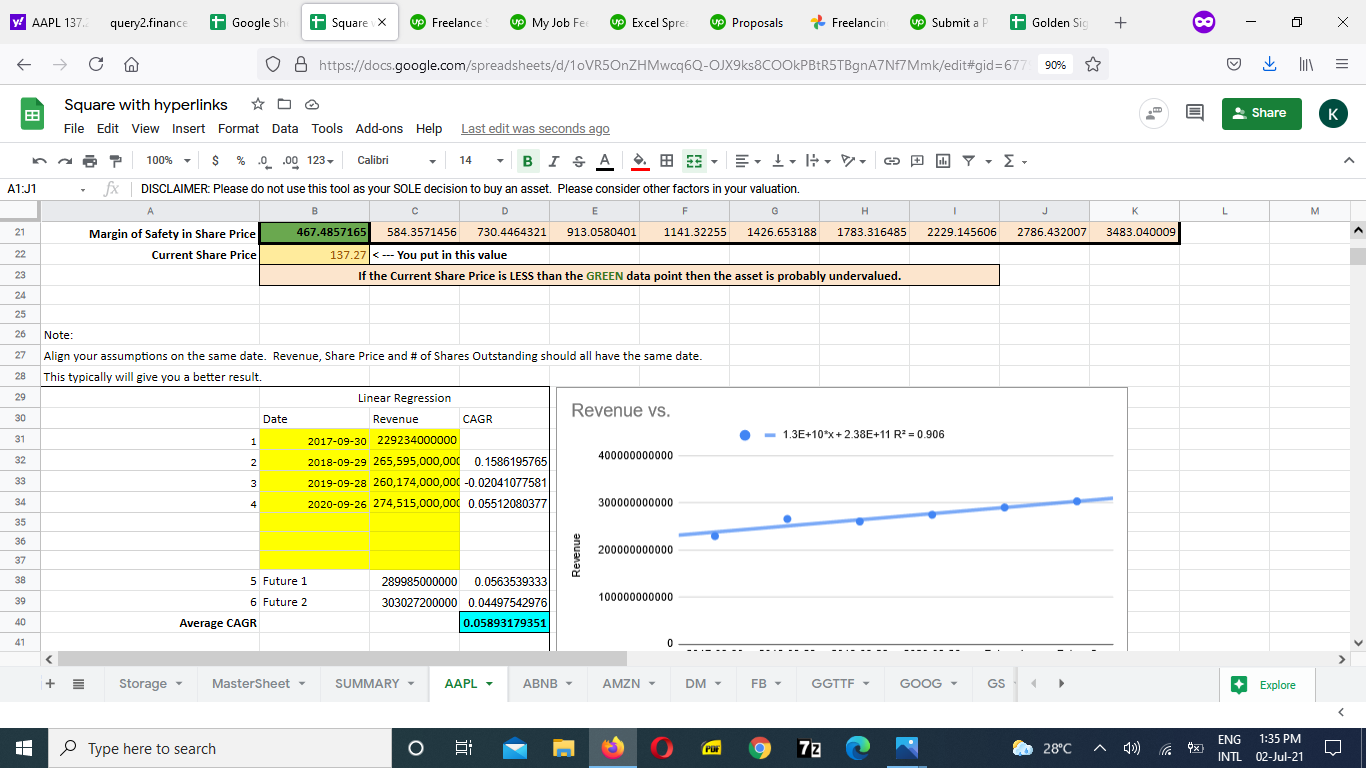 AAPL 137.
query2.finance
Google Sh
Square
Freelance
My Job Fe
Excel Spre
Proposals
Freelancin
Submit a P
Golden Sig
https://docs.google.com/spreadsheets/d/1oVR5OnZHMwcq6Q-OJX9ks8COOkPBtR5TBgnA7Nf7Mmk/edit#gid=677
90%
Square with hyperlinks
File Edit View Insert Format Data Tools Add-ons Help Last edit was seconds ago
Share
K
100% $ % .0 .00 123 Calibri 14 B I S A
A1:J1 fx DISCLAIMER: Please do not use this tool as your SOLE decision to buy an asset. Please consider other factors in your valuation.
A B C D E F G H I J K L M
21 Margin of Safety in Share Price 467.4857165 584.3571456 730.4464321 913.0580401 1141.32255 1426.653188 1783.316485 2229.145606 2786.432007 3483.040009
22 Current Share Price 137.27 < --- You put in this value
23 If the Current Share Price is LESS than the GREEN data point then the asset is probably undervalued.
24
25
26 Note:
27 Align your assumptions on the same date. Revenue, Share Price and # of Shares Outstanding should all have the same date.
28 This typically will give you a better result.
29 Linear Regression
30 Date Revenue CAGR
31 1 2017-09-30 229234000000
32 2 2018-09-29 265,595,000,000 0.1586195765
33 3 2019-09-28 260,174,000,000 -0.02041077581
34 4 2020-09-26 274,515,000,000 0.05512080377
35
36
37
38 5 Future 1 289985000000 0.0563539333
39 6 Future 2 303027200000 0.04497542976
40 Average CAGR 0.05893179351
41
Revenue vs.
1.3E+10*x + 2.38E+11 R² = 0.906
400000000000
300000000000
200000000000
100000000000
0
Revenue
Storage MasterSheet SUMMARY AAPL ABNB AMZN DM FB GGTTF GOOG GS
Explore
Type here to search
28°C
ENG
INTL
1:35 PM
02-Jul-21